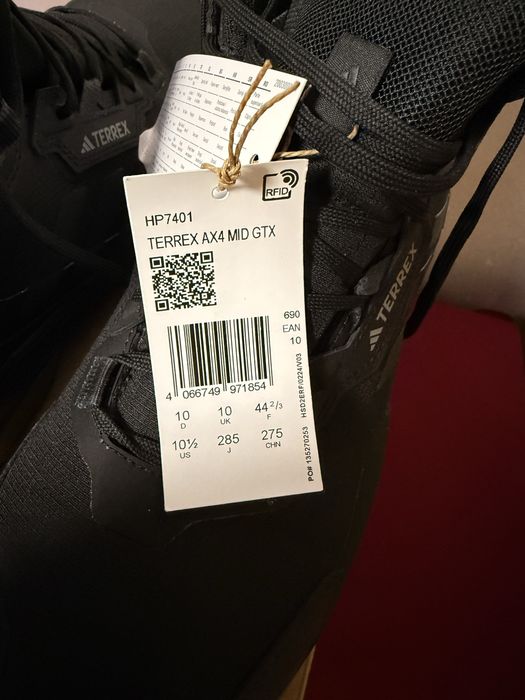 TERREX
RFID
HP7401
TERREX AX4 MID GTX
690
EAN
10
4 066749 971854
10 D
10 UK
44 2/3 F
10½ US
285 J
275 CHN
PO# 135270253 HSD2ERF/0224/V03
TERREX